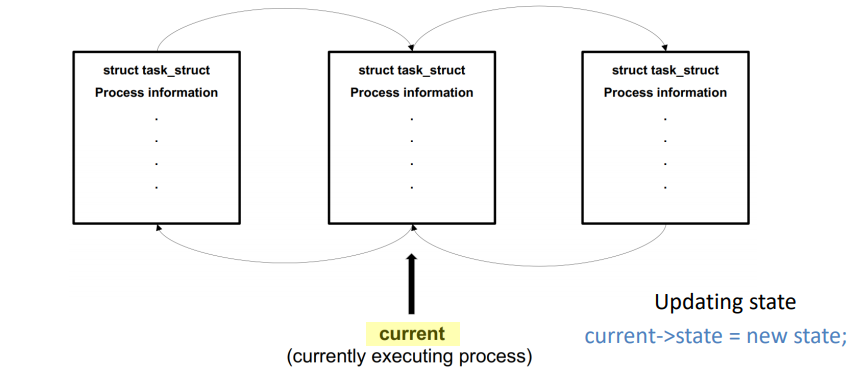 struct task_struct
Process information
.
.
.
.
struct task_struct
Process information
.
.
.
.
struct task_struct
Process information
.
.
.
.
current
(currently executing process)
Updating state
current->state = new state;